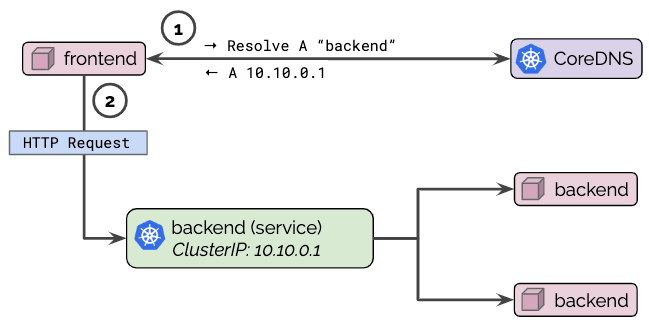 1
→ Resolve A “backend”
← A 10.10.0.1
frontend
CoreDNS
2
HTTP Request
backend (service)
ClusterIP: 10.10.0.1
backend
backend